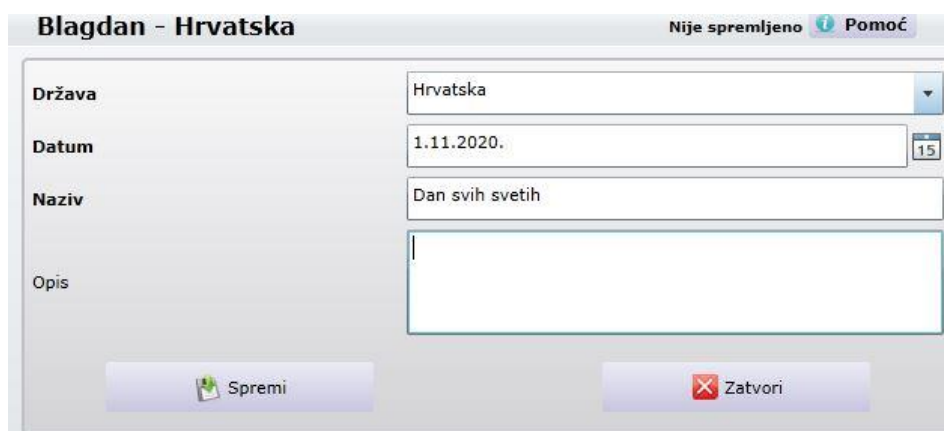 Blagdan - Hrvatska
Nije spremljeno Pomoć
Država Hrvatska
Datum 1.11.2020. 15
Naziv Dan svih svetih
Opis
Spremi Zatvori